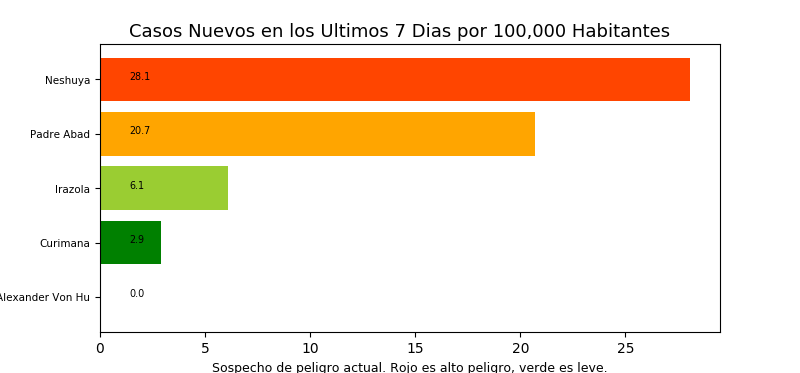 Casos Nuevos en los Ultimos 7 Dias por 100,000 Habitantes
Neshuya 28.1
Padre Abad 20.7
Irazola 6.1
Curimana 2.9
Alexander Von Hu 0.0
0 5 10 15 20 25
Sospecho de peligro actual. Rojo es alto peligro, verde es leve.